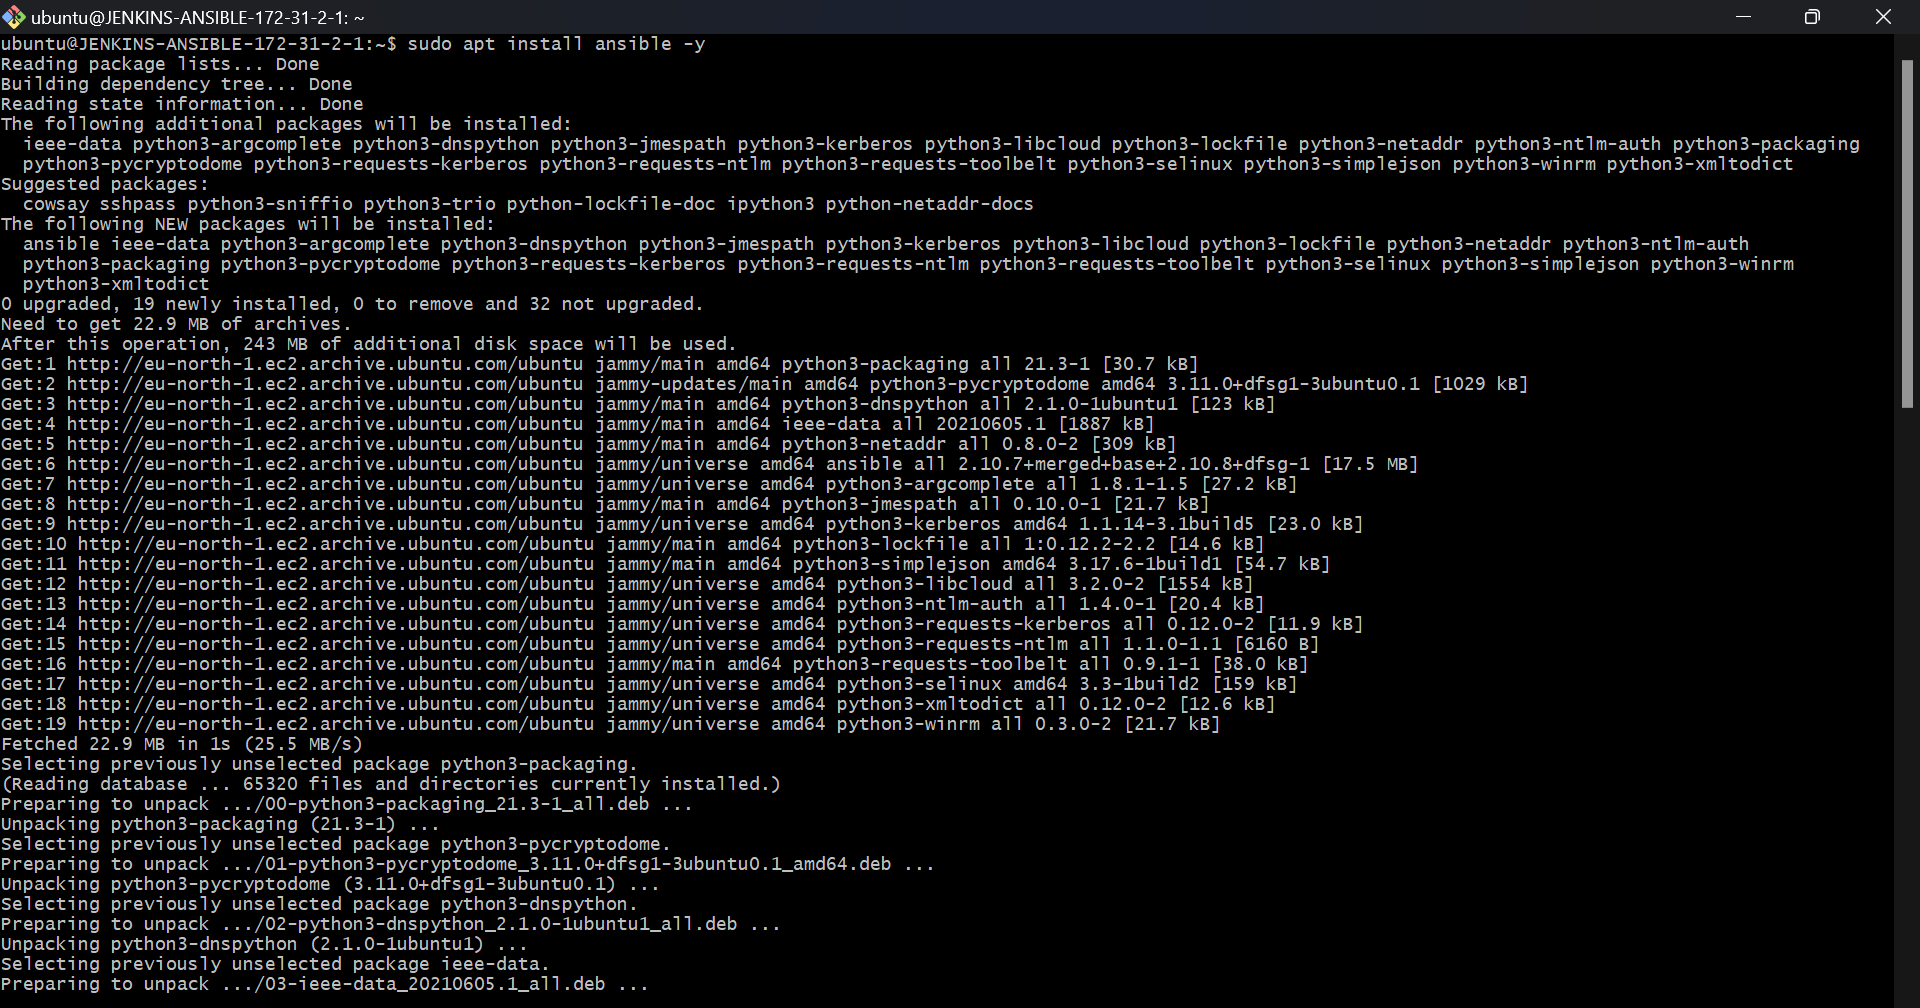 ubuntu@JENKINS-ANSIBLE-172-31-2-1: ~
ubuntu@JENKINS-ANSIBLE-172-31-2-1:~$ sudo apt install ansible -y
Reading package lists... Done
Building dependency tree... Done
Reading state information... Done
The following additional packages will be installed:
  ieee-data python3-argcomplete python3-dnspython python3-jmespath python3-kerberos python3-libcloud python3-lockfile python3-netaddr python3-ntlm-auth python3-packaging
  python3-pycryptodome python3-requests-kerberos python3-requests-ntlm python3-requests-toolbelt python3-selinux python3-simplejson python3-winrm python3-xmltodict
Suggested packages:
  cowsay sshpass python3-sniffio python3-trio python-lockfile-doc ipython3 python-netaddr-docs
The following NEW packages will be installed:
  ansible ieee-data python3-argcomplete python3-dnspython python3-jmespath python3-kerberos python3-libcloud python3-lockfile python3-netaddr python3-ntlm-auth
  python3-packaging python3-pycryptodome python3-requests-kerberos python3-requests-ntlm python3-requests-toolbelt python3-selinux python3-simplejson python3-winrm
  python3-xmltodict
0 upgraded, 19 newly installed, 0 to remove and 32 not upgraded.
Need to get 22.9 MB of archives.
After this operation, 243 MB of additional disk space will be used.
Get:1 http://eu-north-1.ec2.archive.ubuntu.com/ubuntu jammy/main amd64 python3-packaging all 21.3-1 [30.7 kB]
Get:2 http://eu-north-1.ec2.archive.ubuntu.com/ubuntu jammy-updates/main amd64 python3-pycryptodome amd64 3.11.0+dfsg1-3ubuntu0.1 [1029 kB]
Get:3 http://eu-north-1.ec2.archive.ubuntu.com/ubuntu jammy/main amd64 python3-dnspython all 2.1.0-1ubuntu1 [123 kB]
Get:4 http://eu-north-1.ec2.archive.ubuntu.com/ubuntu jammy/main amd64 ieee-data all 20210605.1 [1887 kB]
Get:5 http://eu-north-1.ec2.archive.ubuntu.com/ubuntu jammy/main amd64 python3-netaddr all 0.8.0-2 [309 kB]
Get:6 http://eu-north-1.ec2.archive.ubuntu.com/ubuntu jammy/universe amd64 ansible all 2.10.7+merged+base+2.10.8+dfsg-1 [17.5 MB]
Get:7 http://eu-north-1.ec2.archive.ubuntu.com/ubuntu jammy/universe amd64 python3-argcomplete all 1.8.1-1.5 [27.2 kB]
Get:8 http://eu-north-1.ec2.archive.ubuntu.com/ubuntu jammy/main amd64 python3-jmespath all 0.10.0-1 [21.7 kB]
Get:9 http://eu-north-1.ec2.archive.ubuntu.com/ubuntu jammy/universe amd64 python3-kerberos amd64 1.1.14-3.1build5 [23.0 kB]
Get:10 http://eu-north-1.ec2.archive.ubuntu.com/ubuntu jammy/main amd64 python3-lockfile all 1:0.12.2-2.2 [14.6 kB]
Get:11 http://eu-north-1.ec2.archive.ubuntu.com/ubuntu jammy/main amd64 python3-simplejson amd64 3.17.6-1build1 [54.7 kB]
Get:12 http://eu-north-1.ec2.archive.ubuntu.com/ubuntu jammy/universe amd64 python3-libcloud all 3.2.0-2 [1554 kB]
Get:13 http://eu-north-1.ec2.archive.ubuntu.com/ubuntu jammy/universe amd64 python3-ntlm-auth all 1.4.0-1 [20.4 kB]
Get:14 http://eu-north-1.ec2.archive.ubuntu.com/ubuntu jammy/universe amd64 python3-requests-kerberos all 0.12.0-2 [11.9 kB]
Get:15 http://eu-north-1.ec2.archive.ubuntu.com/ubuntu jammy/universe amd64 python3-requests-ntlm all 1.1.0-1.1 [6160 B]
Get:16 http://eu-north-1.ec2.archive.ubuntu.com/ubuntu jammy/main amd64 python3-requests-toolbelt all 0.9.1-1 [38.0 kB]
Get:17 http://eu-north-1.ec2.archive.ubuntu.com/ubuntu jammy/universe amd64 python3-selinux amd64 3.3-1build2 [159 kB]
Get:18 http://eu-north-1.ec2.archive.ubuntu.com/ubuntu jammy/universe amd64 python3-xmltodict all 0.12.0-2 [12.6 kB]
Get:19 http://eu-north-1.ec2.archive.ubuntu.com/ubuntu jammy/universe amd64 python3-winrm all 0.3.0-2 [21.7 kB]
Fetched 22.9 MB in 1s (25.5 MB/s)
Selecting previously unselected package python3-packaging.
(Reading database ... 65320 files and directories currently installed.)
Preparing to unpack .../00-python3-packaging_21.3-1_all.deb ...
Unpacking python3-packaging (21.3-1) ...
Selecting previously unselected package python3-pycryptodome.
Preparing to unpack .../01-python3-pycryptodome_3.11.0+dfsg1-3ubuntu0.1_amd64.deb ...
Unpacking python3-pycryptodome (3.11.0+dfsg1-3ubuntu0.1) ...
Selecting previously unselected package python3-dnspython.
Preparing to unpack .../02-python3-dnspython_2.1.0-1ubuntu1_all.deb ...
Unpacking python3-dnspython (2.1.0-1ubuntu1) ...
Selecting previously unselected package ieee-data.
Preparing to unpack .../03-ieee-data_20210605.1_all.deb ...